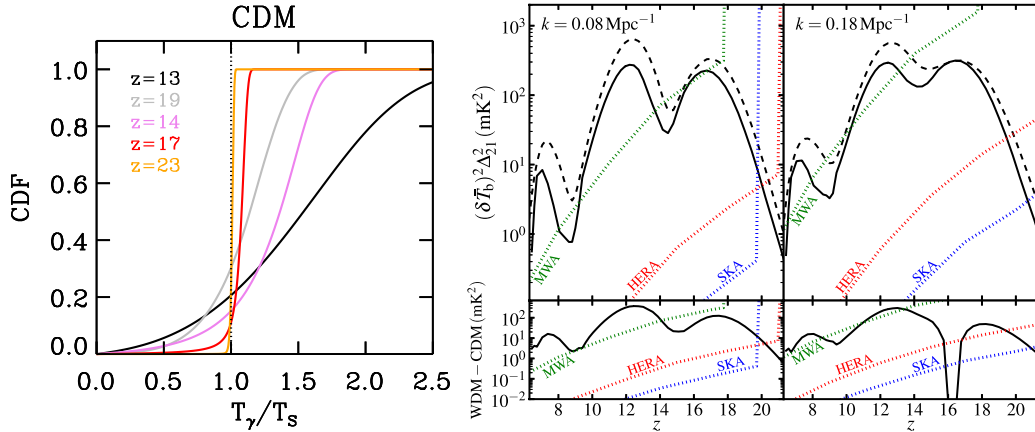 CDM
1.0
0.8
0.6
0.4
0.2
0.0
CDF
z=13
z=19
z=14
z=17
z=23
0.0 0.5 1.0 1.5 2.0 2.5
T_γ/T_S
k = 0.08 Mpc⁻¹
k = 0.18 Mpc⁻¹
10³
10²
10¹
10⁰
(δT̄_b)²Δ²₂₁ (mK²)
MWA
HERA
SKA
MWA
HERA
SKA
10²
10¹
10⁰
10⁻¹
10⁻²
WDM − CDM (mK²)
MWA
HERA
SKA
MWA
HERA
SKA
8 10 12 14 16 18 20
z
8 10 12 14 16 18 20
z